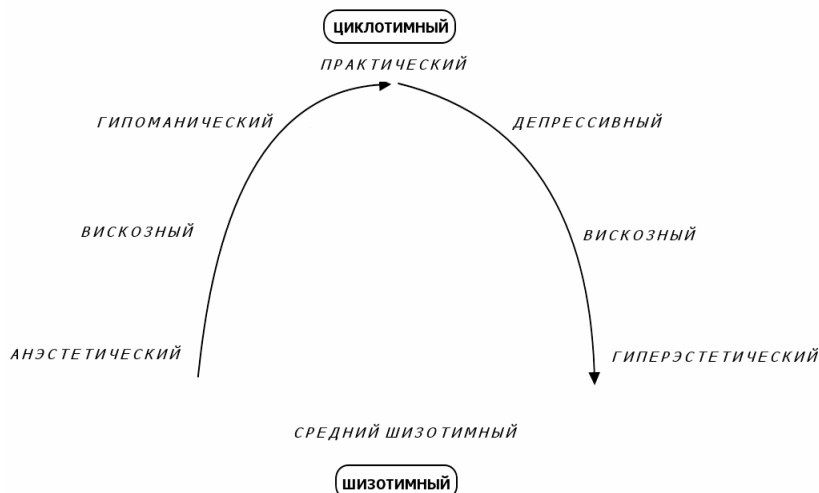 ЦИКЛОТИМНЫЙ
ПРАКТИЧЕСКИЙ
ГИПОМАНИЧЕСКИЙ
ДЕПРЕССИВНЫЙ
ВИСКОЗНЫЙ
ВИСКОЗНЫЙ
АНЭСТЕТИЧЕСКИЙ
ГИПЕРЭСТЕТИЧЕСКИЙ
СРЕДНИЙ ШИЗОТИМНЫЙ
ШИЗОТИМНЫЙ